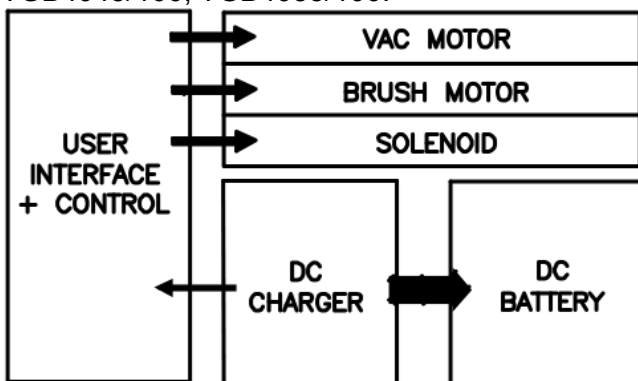 VAC MOTOR
BRUSH MOTOR
SOLENOID
USER
INTERFACE
+ CONTROL
DC
CHARGER
DC
BATTERY